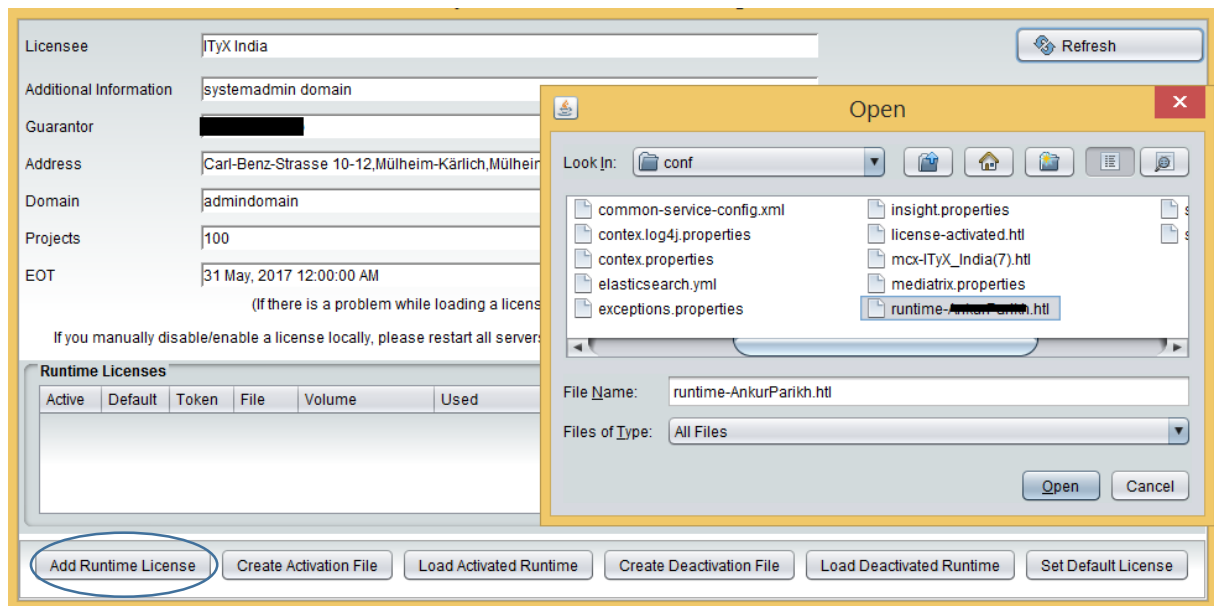 Licensee
ITyX India
Refresh
Additional Information
systemadmin domain
Guarantor
Address
Carl-Benz-Strasse 10-12,Mülheim-Kärlich,Mülheim
Domain
admindomain
Projects
100
EOT
31 May, 2017 12:00:00 AM
(If there is a problem while loading a licens
If you manually disable/enable a license locally, please restart all server
Runtime Licenses
Active Default Token File Volume Used
Open
Look In: conf
common-service-config.xml insight.properties
contex.log4j.properties license-activated.htl
contex.properties mcx-ITyX_India(7).htl
elasticsearch.yml mediatrix.properties
exceptions.properties runtime-.htl
File Name: runtime-AnkurParikh.htl
Files of Type: All Files
Open Cancel
Add Runtime License Create Activation File Load Activated Runtime Create Deactivation File Load Deactivated Runtime Set Default License